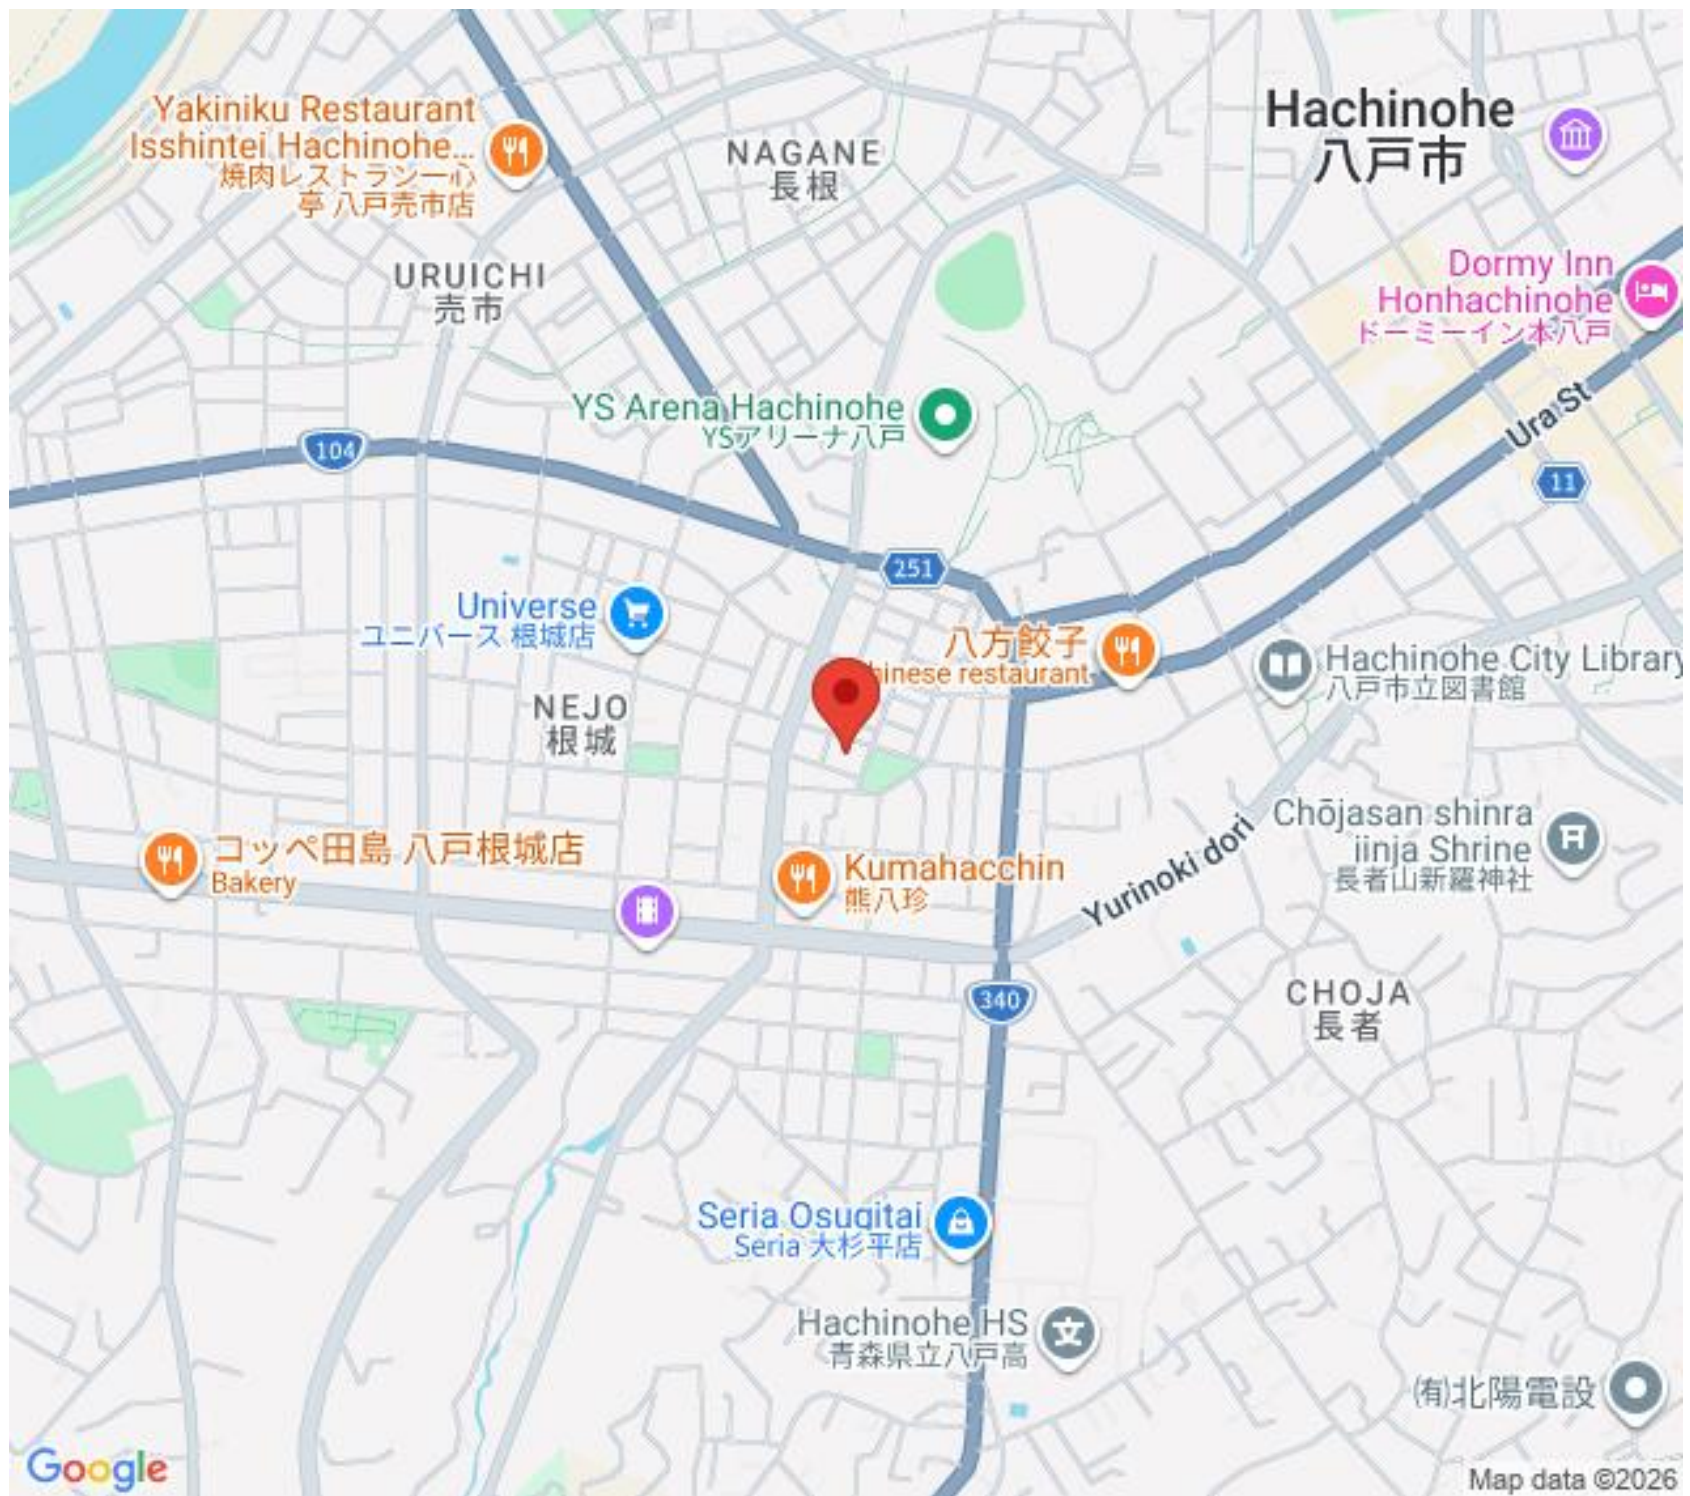 Yakiniku Restaurant
Isshintei Hachinohe...
焼肉レストラン一心
亭 八戸売市店
NAGANE
長根
Hachinohe
八戸市
URUICHI
売市
Dormy Inn
Honhachinohe
ドーミーイン本八戸
YS Arena Hachinohe
YSアリーナ八戸
Ura St
104
11
251
Universe
ユニバース 根城店
八方餃子
hinese restaurant
Hachinohe City Library
八戸市立図書館
NEJO
根城
Chōjasan shinra
jinja Shrine
長者山新羅神社
コッペ田島 八戸根城店
Bakery
Kumahacchin
熊八珍
Yurinoki dori
340
CHOJA
長者
Seria Osugitai
Seria 大杉平店
Hachinohe HS
青森県立八戸高
㈲北陽電設
Google
Map data ©2026